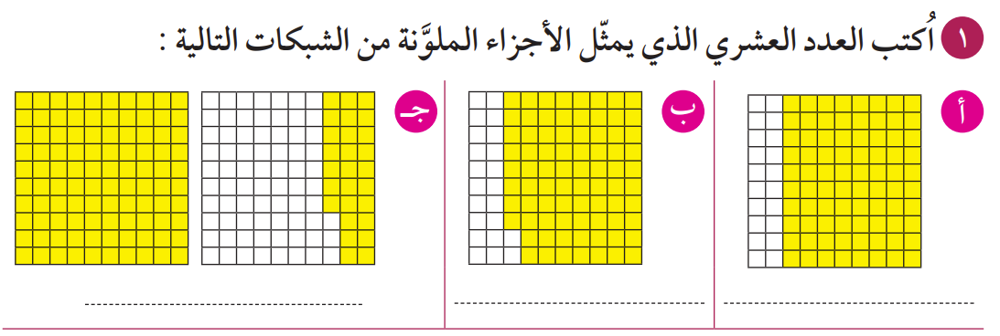 ١ اُكتب العدد العشري الذي يمثّل الأجزاء الملوَّنة من الشبكات التالية :
أ ب جـ